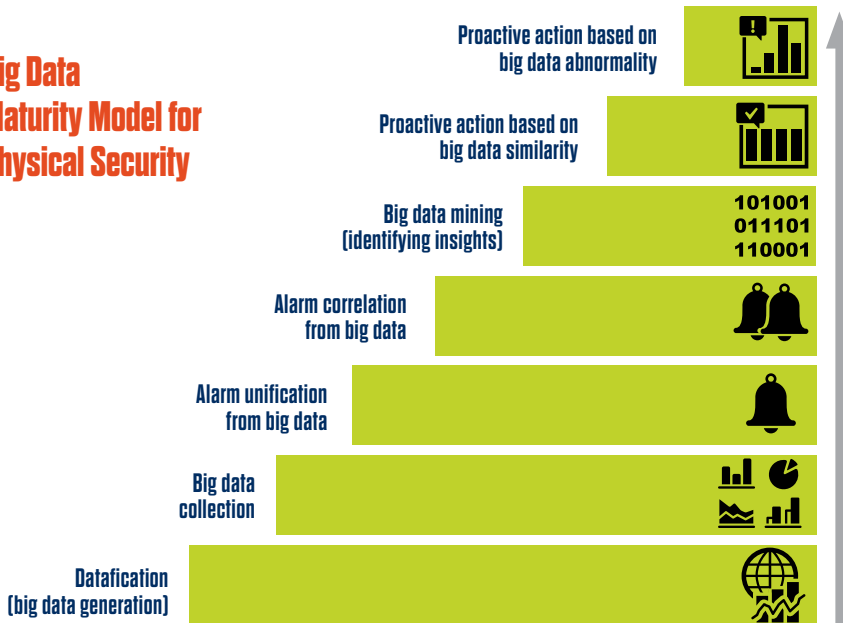 ig Data
laturity Model for
hysical Security
Proactive action based on
big data abnormality
Proactive action based on
big data similarity
Big data mining
(identifying insights)
101001
011101
110001
Alarm correlation
from big data
Alarm unification
from big data
Big data
collection
Datafication
(big data generation)